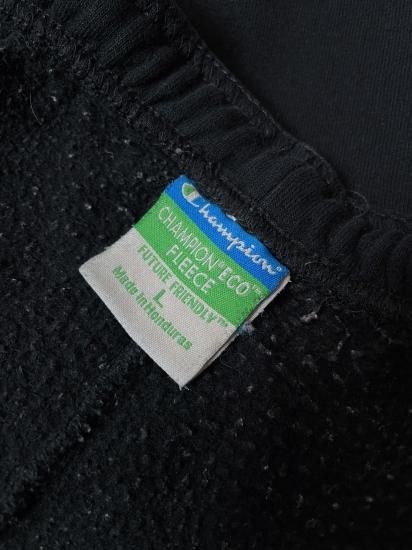 Champion
CHAMPION® ECO™
FLEECE
FUTURE FRIENDLY™
L
Made in Honduras